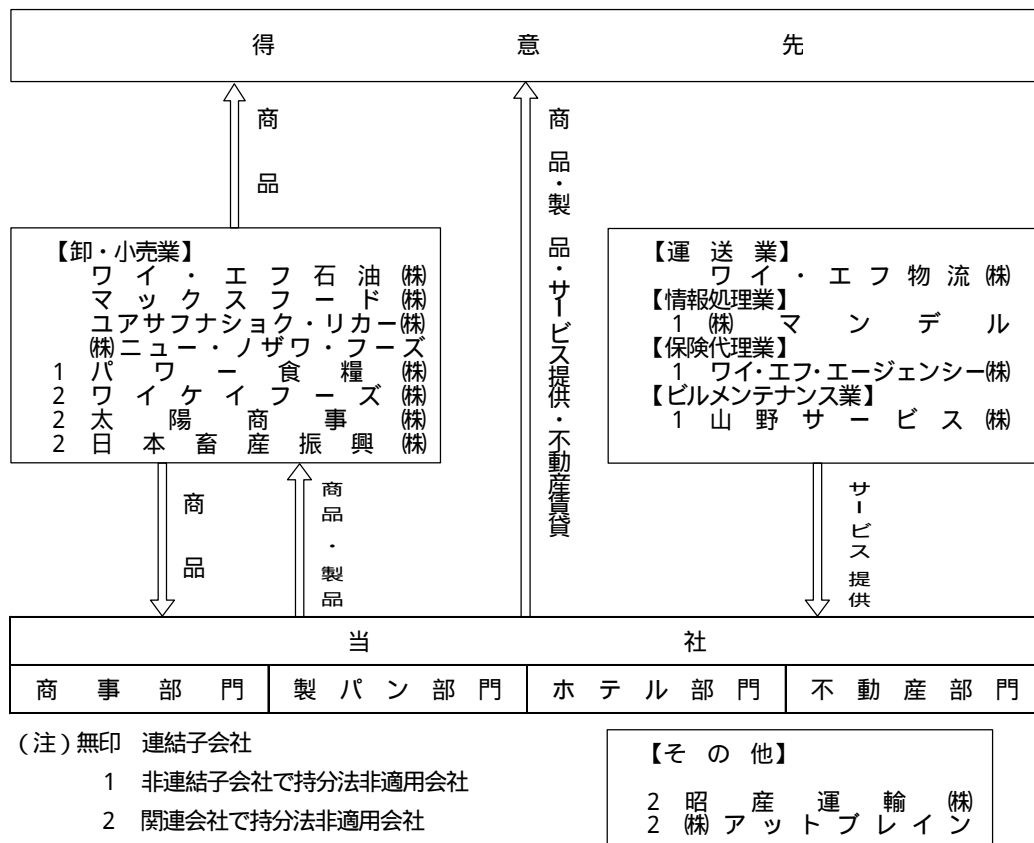 得意先
商品
商品・製品・サービス提供・不動産賃貸
【卸・小売業】
ワイ・エフ石油㈱
マックスフード㈱
ユアサフナショク・リカー㈱
㈱ニュー・ノザワ・フーズ
1 パワー食糧㈱
2 ワイケイフーズ㈱
2 太陽商事㈱
2 日本畜産振興㈱
【運送業】
ワイ・エフ物流㈱
【情報処理業】
1 ㈱マンデル
【保険代理業】
1 ワイ・エフ・エージェンシー㈱
【ビルメンテナンス業】
1 山野サービス㈱
商品
商品・製品
サービス提供
当社
商事部門 製パン部門 ホテル部門 不動産部門
(注)無印 連結子会社
1 非連結子会社で持分法非適用会社
2 関連会社で持分法非適用会社
【その他】
2 昭産運輸㈱
2 ㈱アットブレイン